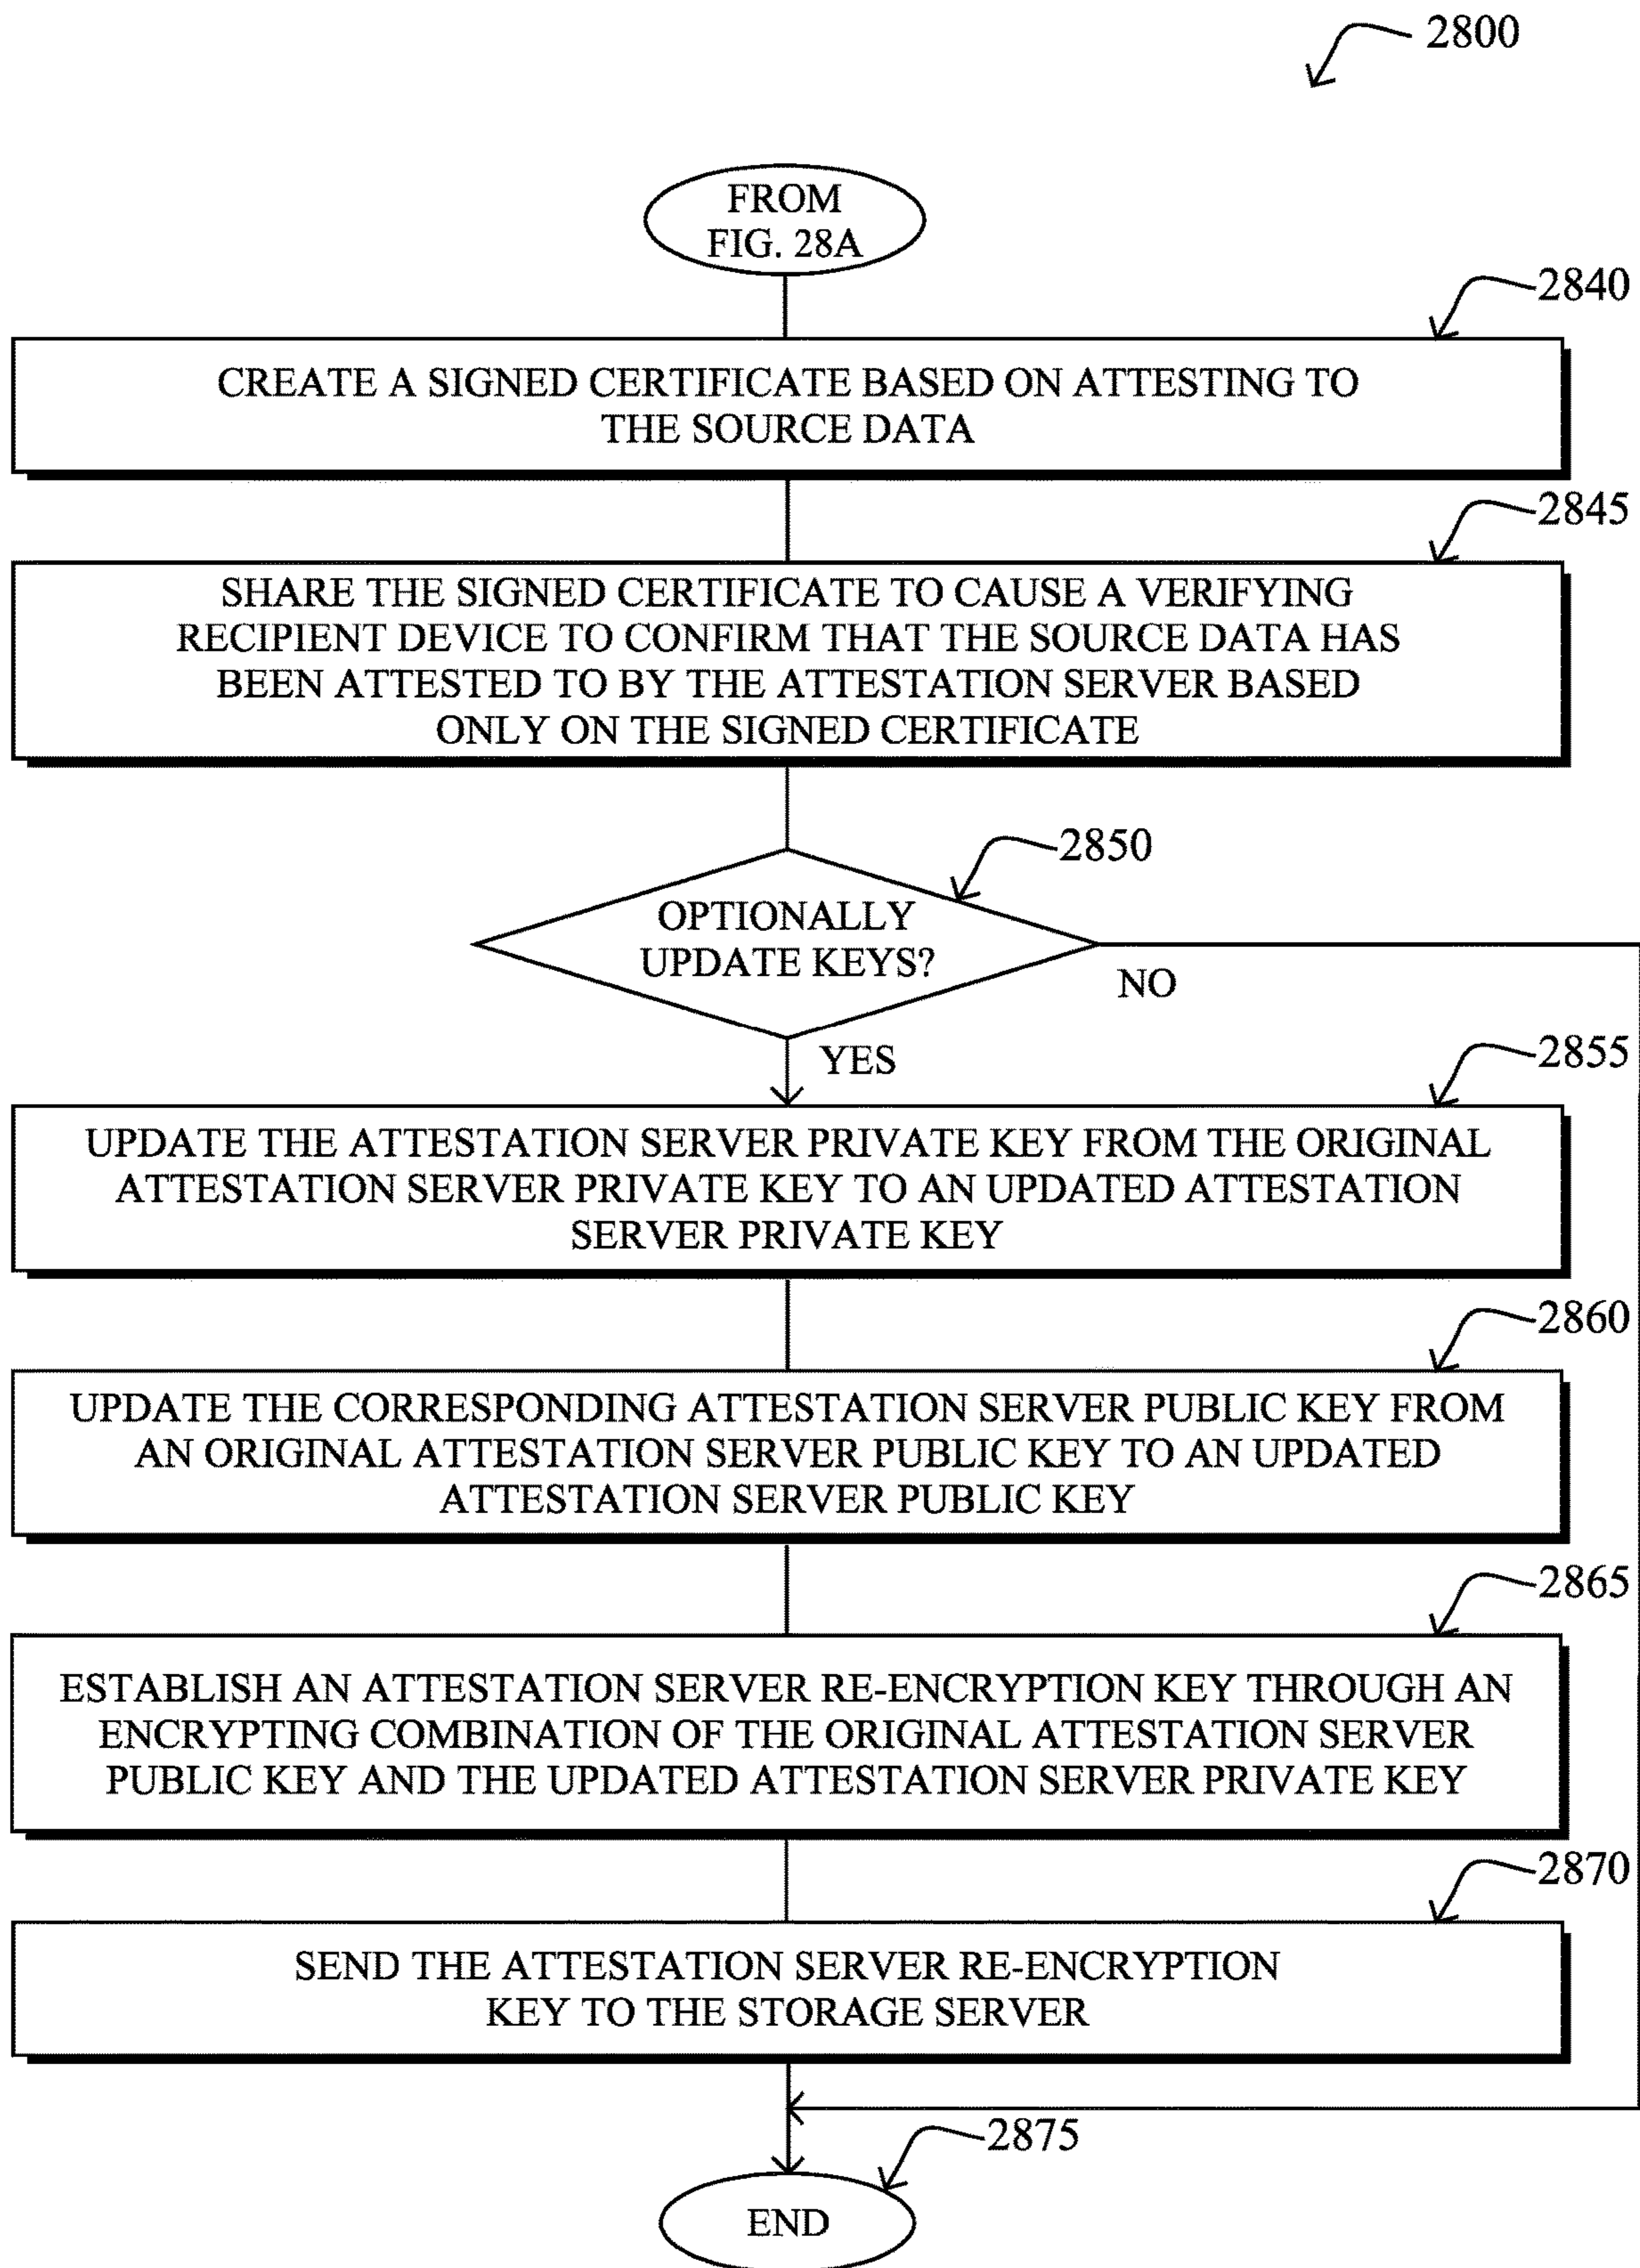 2800
FROM
FIG. 28A
2840
CREATE A SIGNED CERTIFICATE BASED ON ATTESTING TO
THE SOURCE DATA
2845
SHARE THE SIGNED CERTIFICATE TO CAUSE A VERIFYING
RECIPIENT DEVICE TO CONFIRM THAT THE SOURCE DATA HAS
BEEN ATTESTED TO BY THE ATTESTATION SERVER BASED
ONLY ON THE SIGNED CERTIFICATE
2850
OPTIONALLY
UPDATE KEYS?
NO
YES
2855
UPDATE THE ATTESTATION SERVER PRIVATE KEY FROM THE ORIGINAL
ATTESTATION SERVER PRIVATE KEY TO AN UPDATED ATTESTATION
SERVER PRIVATE KEY
2860
UPDATE THE CORRESPONDING ATTESTATION SERVER PUBLIC KEY FROM
AN ORIGINAL ATTESTATION SERVER PUBLIC KEY TO AN UPDATED
ATTESTATION SERVER PUBLIC KEY
2865
ESTABLISH AN ATTESTATION SERVER RE-ENCRYPTION KEY THROUGH AN
ENCRYPTING COMBINATION OF THE ORIGINAL ATTESTATION SERVER
PUBLIC KEY AND THE UPDATED ATTESTATION SERVER PRIVATE KEY
2870
SEND THE ATTESTATION SERVER RE-ENCRYPTION
KEY TO THE STORAGE SERVER
2875
END